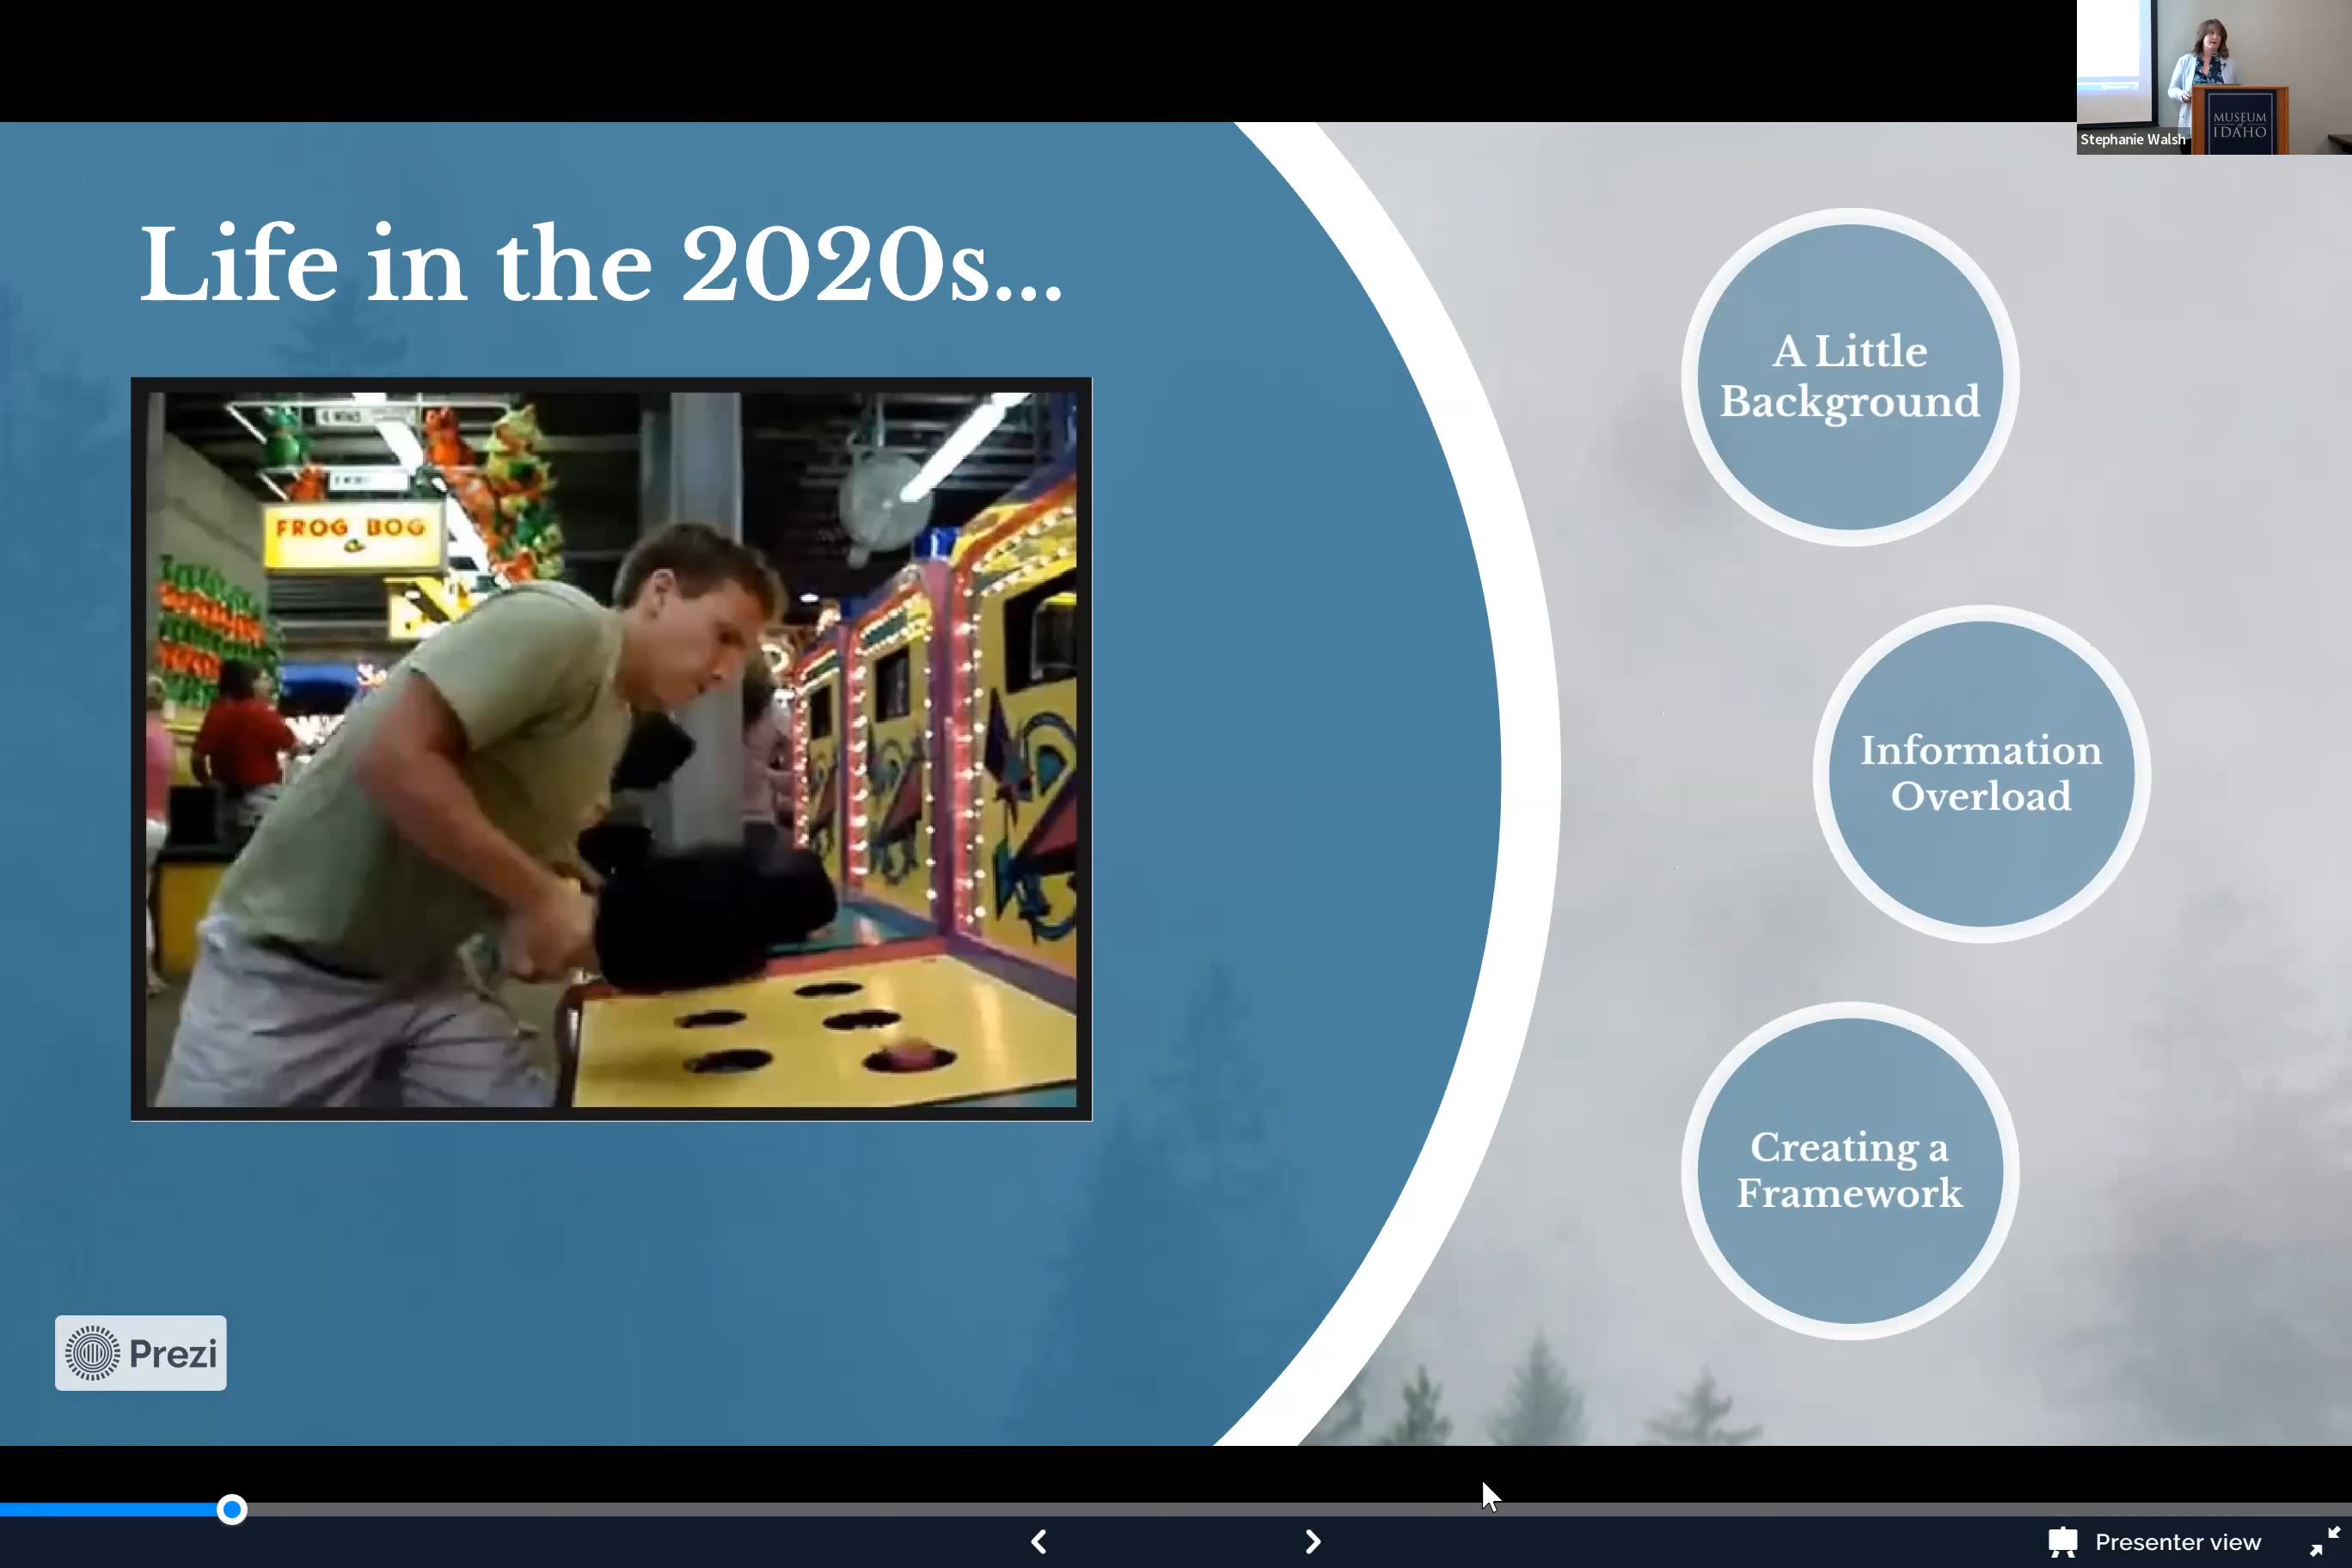 Stephanie Walsh
MUSEUM
of
IDAHO
Life in the 2020s...
FROG BOG
A Little
Background
Information
Overload
Creating a
Framework
Prezi
Presenter view